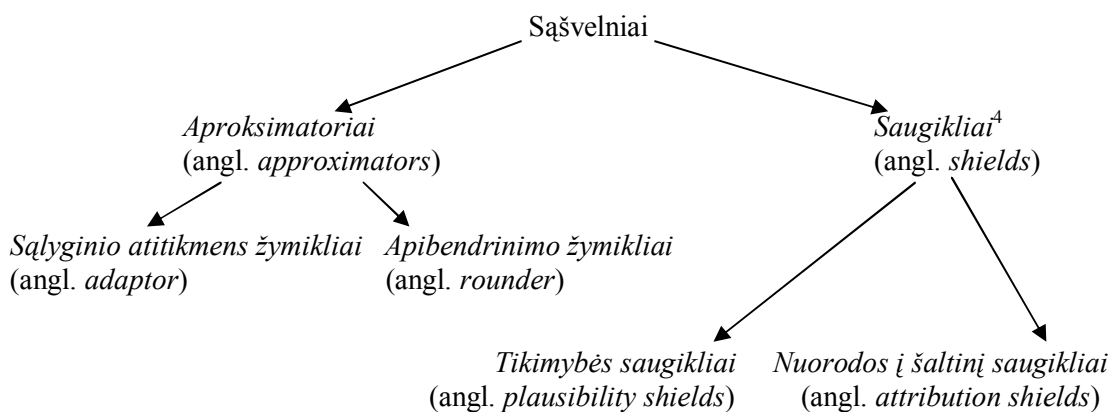 Sąšvelniai
Aproksimatoriai
(angl. approximators)
Saugikliai⁴
(angl. shields)
Sąlyginio atitikmens žymikliai
(angl. adaptor)
Apibendrinimo žymikliai
(angl. rounder)
Tikimybės saugikliai
(angl. plausibility shields)
Nuorodos į šaltinį saugikliai
(angl. attribution shields)